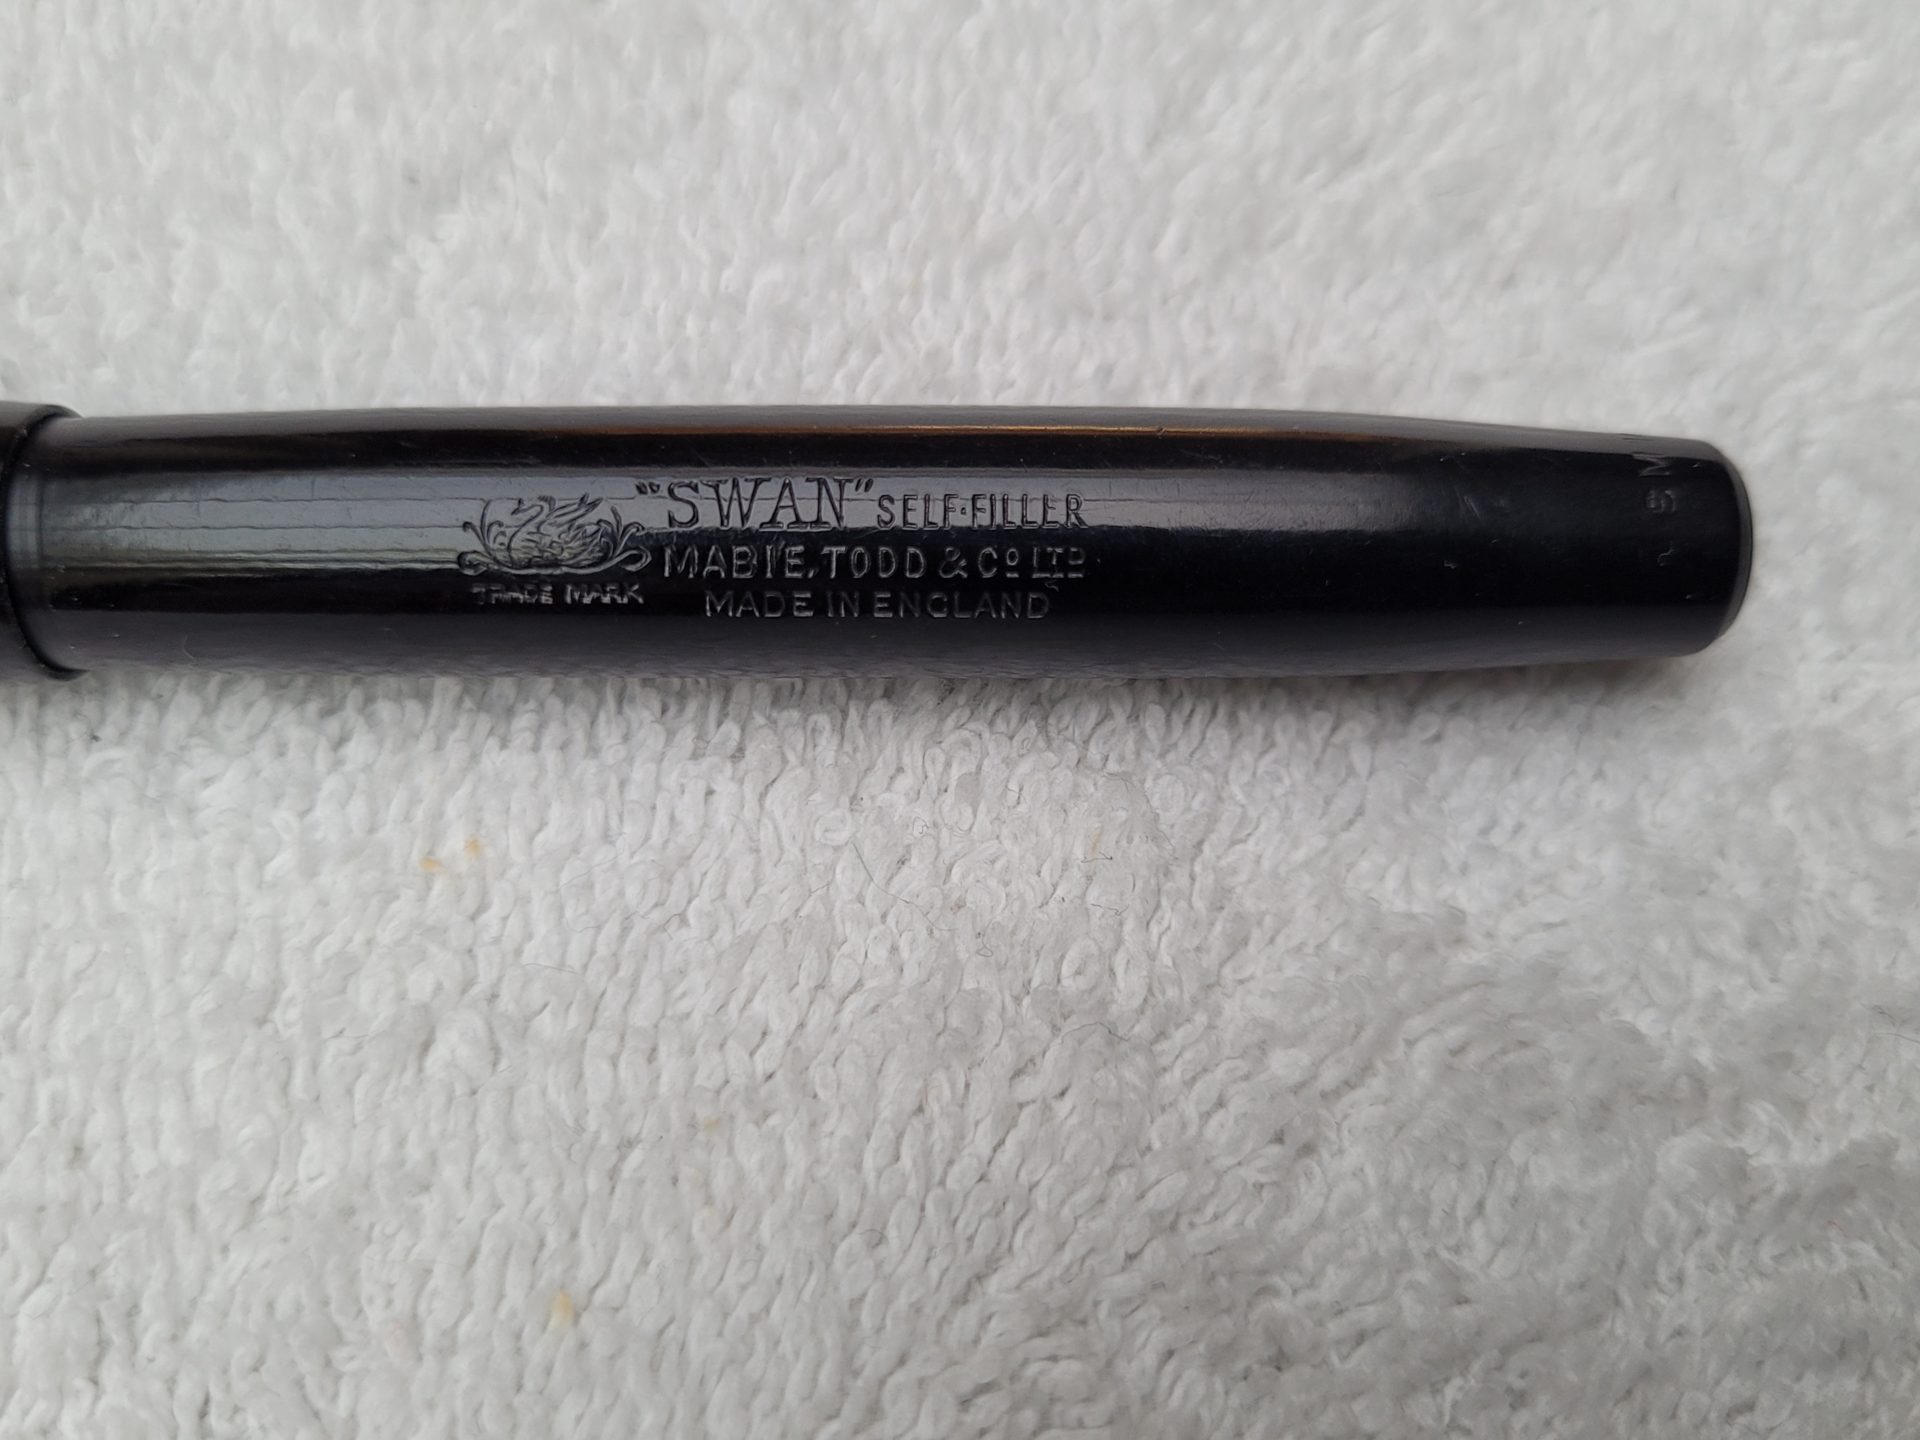 "SWAN" SELF-FILLER
MABIE, TODD & Cº LTD
MADE IN ENGLAND
TRADE MARK